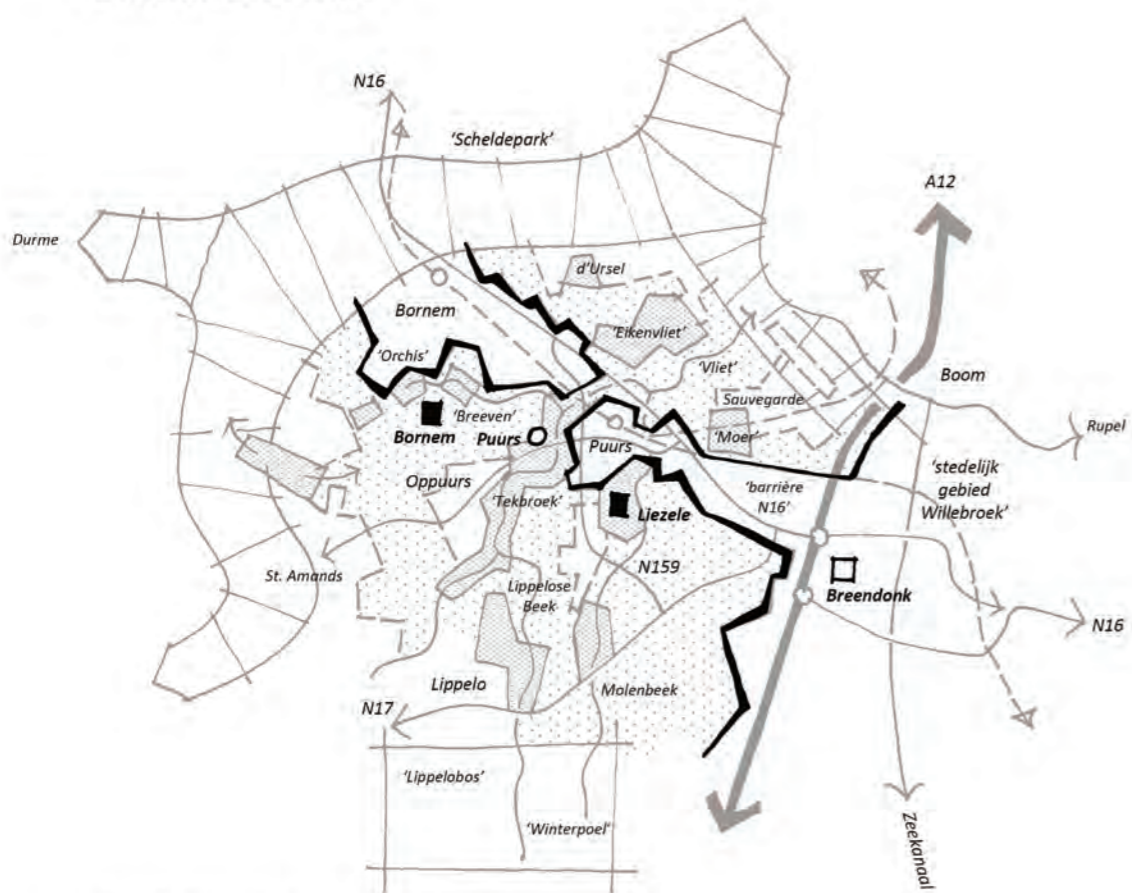 N16
'Scheldepark'
A12
Durme
d'Ursel
Bornem
'Eikenvliet'
'Orchis'
'Vliet'
Boom
Sauvegarde
'Breeven'
Bornem
Puurs
Puurs
'Moer'
Rupel
Oppuurs
'Tekbroek'
'barrière
N16'
'stedelijk
gebied
Willebroek'
Liezele
St. Amands
N159
Lippelose
Beek
Breendonk
N16
Lippelo
Molenbeek
N17
'Lippelobos'
'Winterpoel'
Zeekanaal